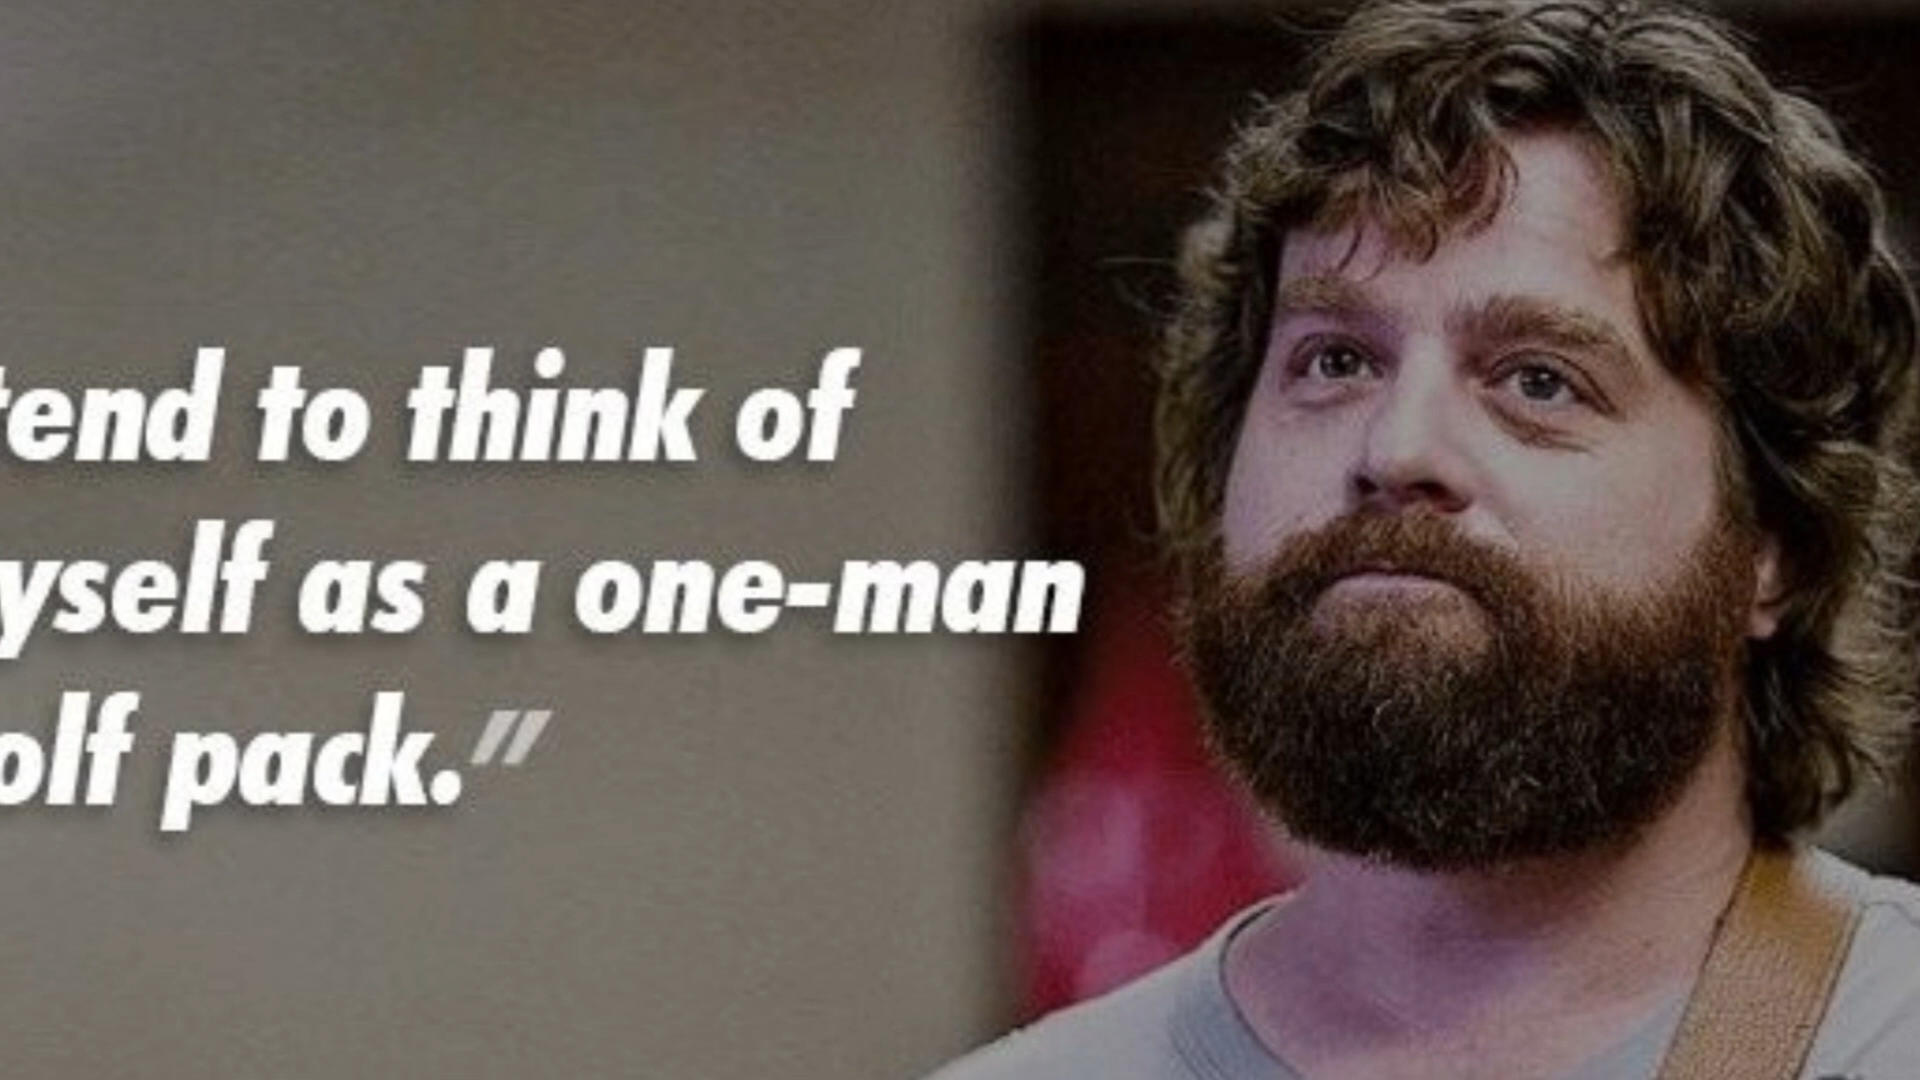 tend to think of
yself as a one-man
olf pack.”